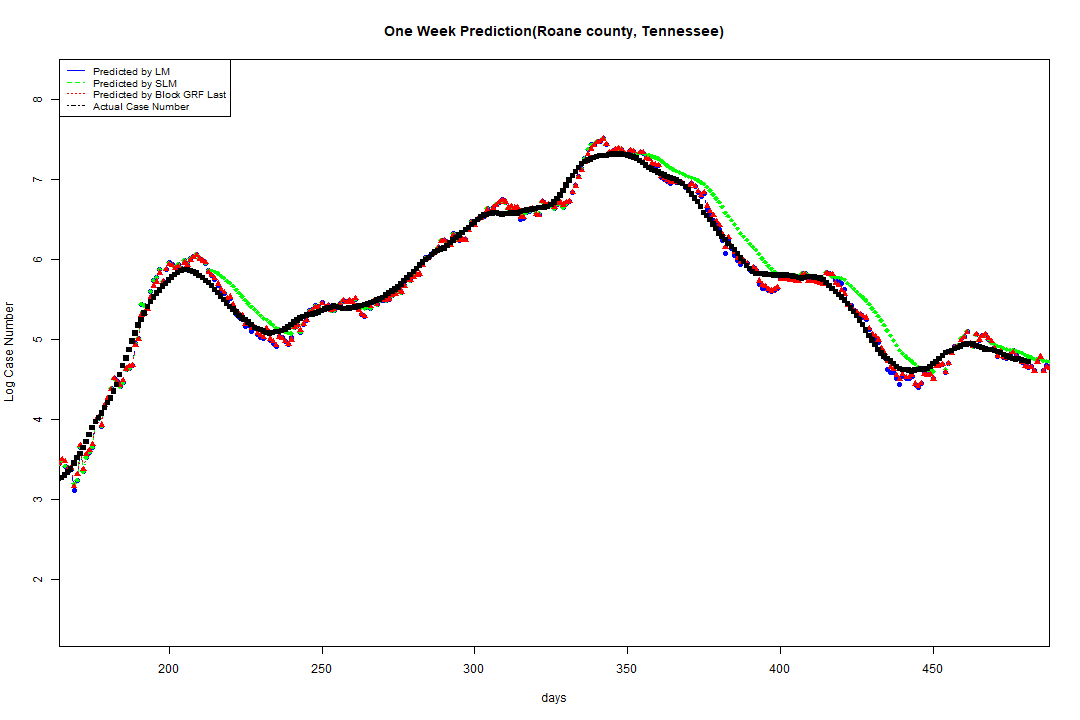 One Week Prediction(Roane county, Tennessee)
Predicted by LM
Predicted by SLM
Predicted by Block GRF Last
Actual Case Number
8
7
6
5
4
3
2
Log Case Number
200 250 300 350 400 450
days